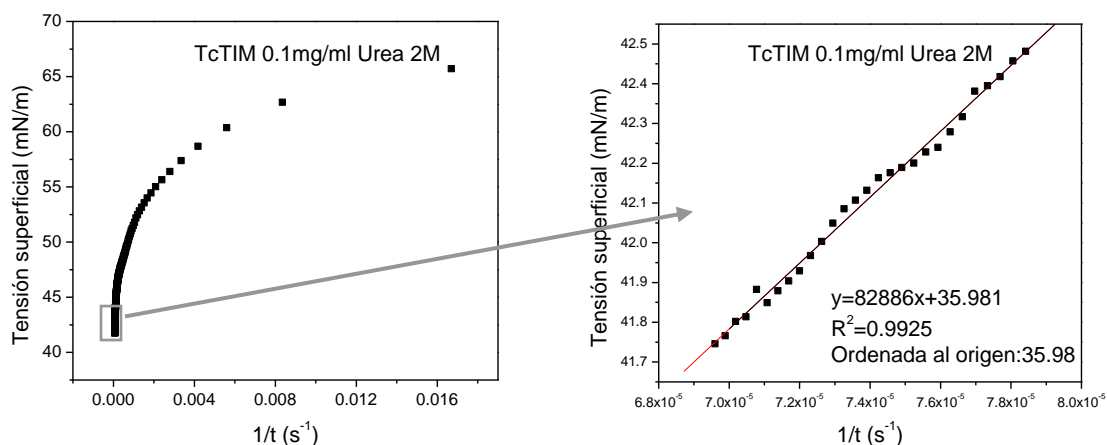 TcTIM 0.1mg/ml Urea 2M
Tensión superficial (mN/m)
70
65
60
55
50
45
40
0.000 0.004 0.008 0.012 0.016
1/t (s⁻¹)
TcTIM 0.1mg/ml Urea 2M
Tensión superficial (mN/m)
42.5
42.4
42.3
42.2
42.1
42.0
41.9
41.8
41.7
y=82886x+35.981
R²=0.9925
Ordenada al origen:35.98
6.8x10⁻⁵ 7.0x10⁻⁵ 7.2x10⁻⁵ 7.4x10⁻⁵ 7.6x10⁻⁵ 7.8x10⁻⁵ 8.0x10⁻⁵
1/t (s⁻¹)